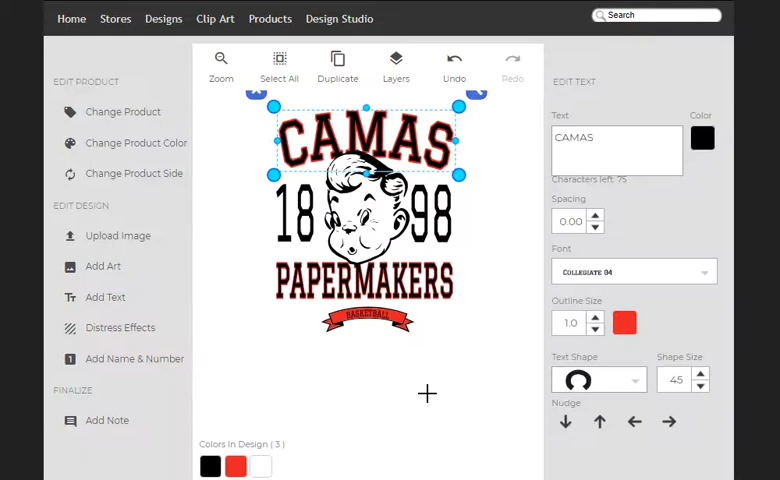 Home Stores Designs Clip Art Products Design Studio Search
EDIT PRODUCT
Change Product
Change Product Color
Change Product Side
EDIT DESIGN
Upload Image
Add Art
Add Text
Distress Effects
Add Name & Number
FINALIZE
Add Note
Zoom Select All Duplicate Layers Undo Redo
CAMAS
18 98
PAPERMAKERS
BASKETBALL
Colors In Design ( 3 )
EDIT TEXT
Text Color
CAMAS
Characters left: 75
Spacing
0.00
Font
Collegiate 94
Outline Size
1.0
Text Shape Shape Size
45
Nudge